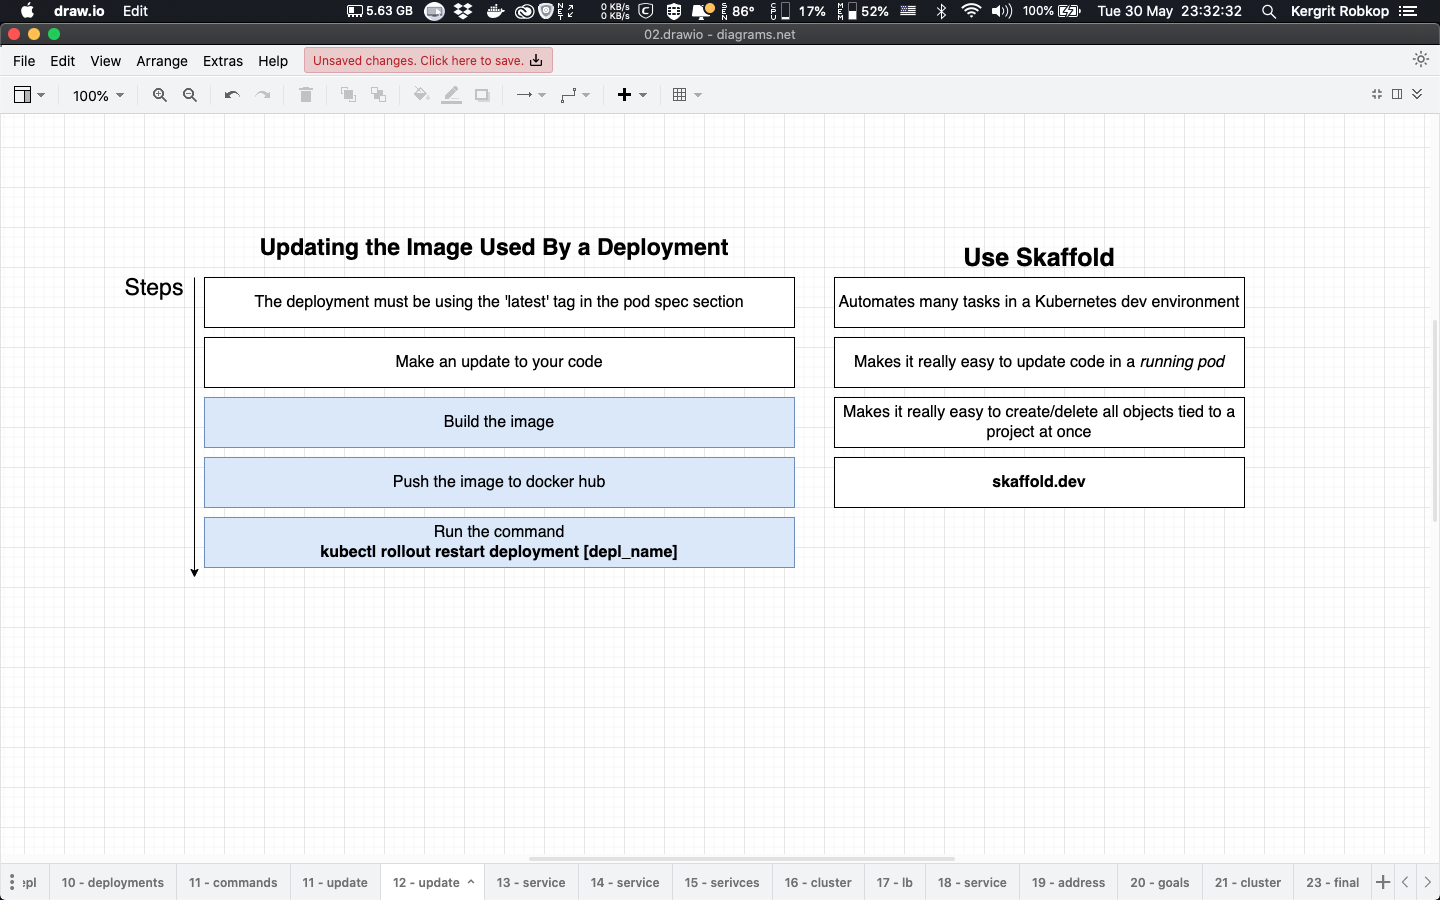 draw.io Edit 5.63 GB 0 KB/s 0 KB/s 86° 17% 52% 100% Tue 30 May 23:32:32 Kergrit Robkop
02.drawio - diagrams.net
File Edit View Arrange Extras Help Unsaved changes. Click here to save.
100%
Updating the Image Used By a Deployment
Steps
The deployment must be using the 'latest' tag in the pod spec section
Make an update to your code
Build the image
Push the image to docker hub
Run the command
kubectl rollout restart deployment [depl_name]
Use Skaffold
Automates many tasks in a Kubernetes dev environment
Makes it really easy to update code in a running pod
Makes it really easy to create/delete all objects tied to a
project at once
skaffold.dev
epl 10 - deployments 11 - commands 11 - update 12 - update 13 - service 14 - service 15 - serivces 16 - cluster 17 - lb 18 - service 19 - address 20 - goals 21 - cluster 23 - final